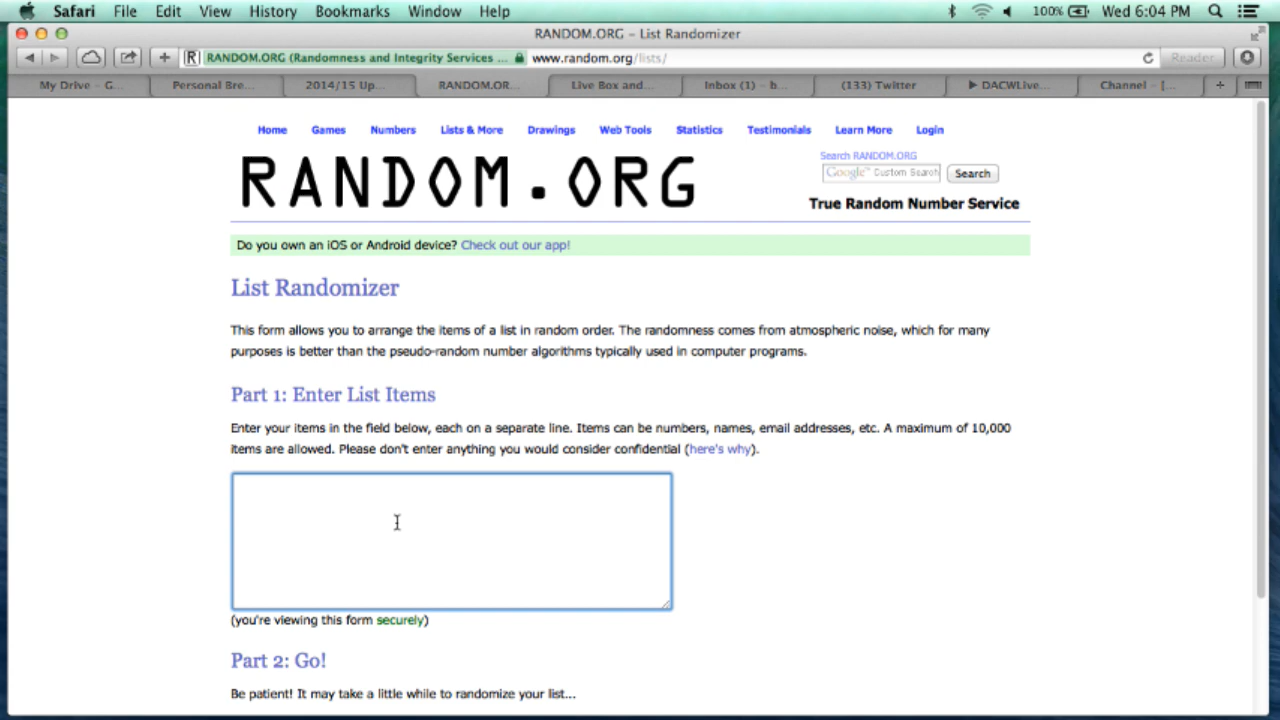 Safari File Edit View History Bookmarks Window Help 100% Wed 6:04 PM
RANDOM.ORG – List Randomizer
RANDOM.ORG (Randomness and Integrity Services ... www.random.org/lists/ Reader
My Drive – G... Personal Bre... 2014/15 Up... RANDOM.OR... Live Box and... Inbox (1) – b... (133) Twitter ▶ DACWLive... Channel – [... +
Home Games Numbers Lists & More Drawings Web Tools Statistics Testimonials Learn More Login
RANDOM.ORG
Search RANDOM.ORG
Google™ Custom Search Search
True Random Number Service
Do you own an iOS or Android device? Check out our app!
List Randomizer
This form allows you to arrange the items of a list in random order. The randomness comes from atmospheric noise, which for many
purposes is better than the pseudo-random number algorithms typically used in computer programs.
Part 1: Enter List Items
Enter your items in the field below, each on a separate line. Items can be numbers, names, email addresses, etc. A maximum of 10,000
items are allowed. Please don't enter anything you would consider confidential (here's why).
(you're viewing this form securely)
Part 2: Go!
Be patient! It may take a little while to randomize your list...